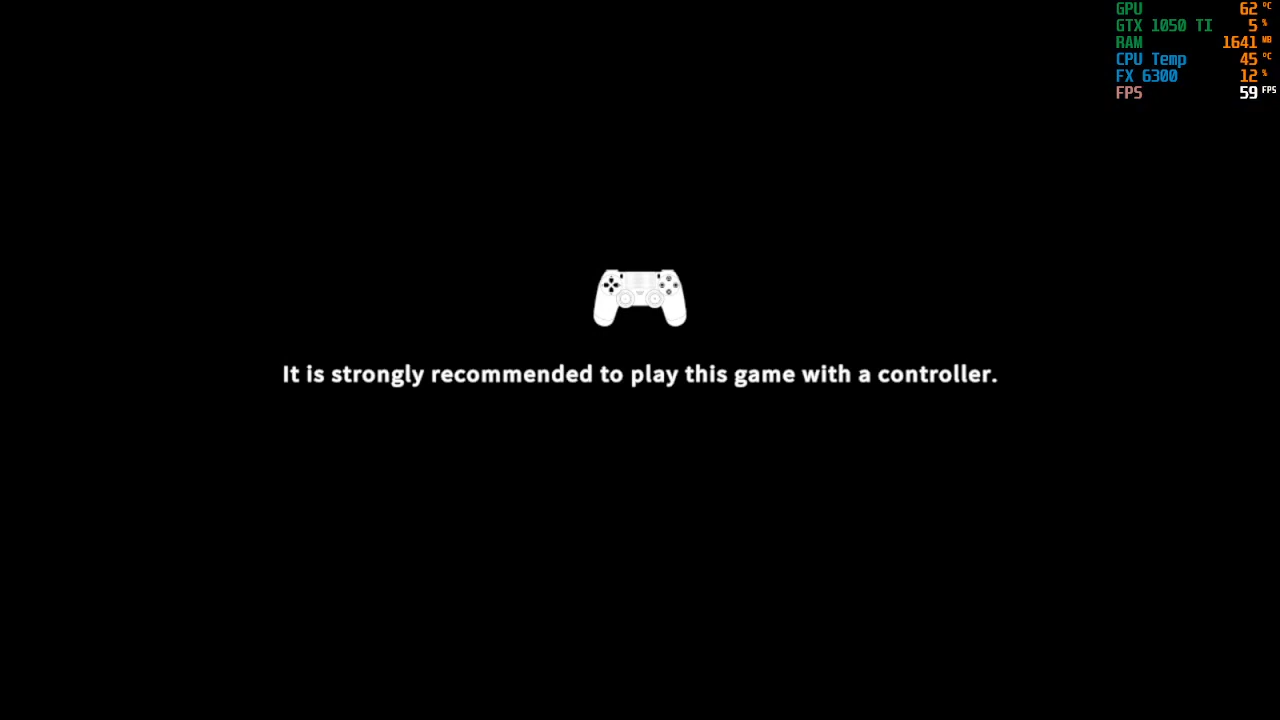 GPU 62 °C
GTX 1050 TI 5 %
RAM 1641 MB
CPU Temp 45 °C
FX 6300 12 %
FPS 59 FPS
It is strongly recommended to play this game with a controller.